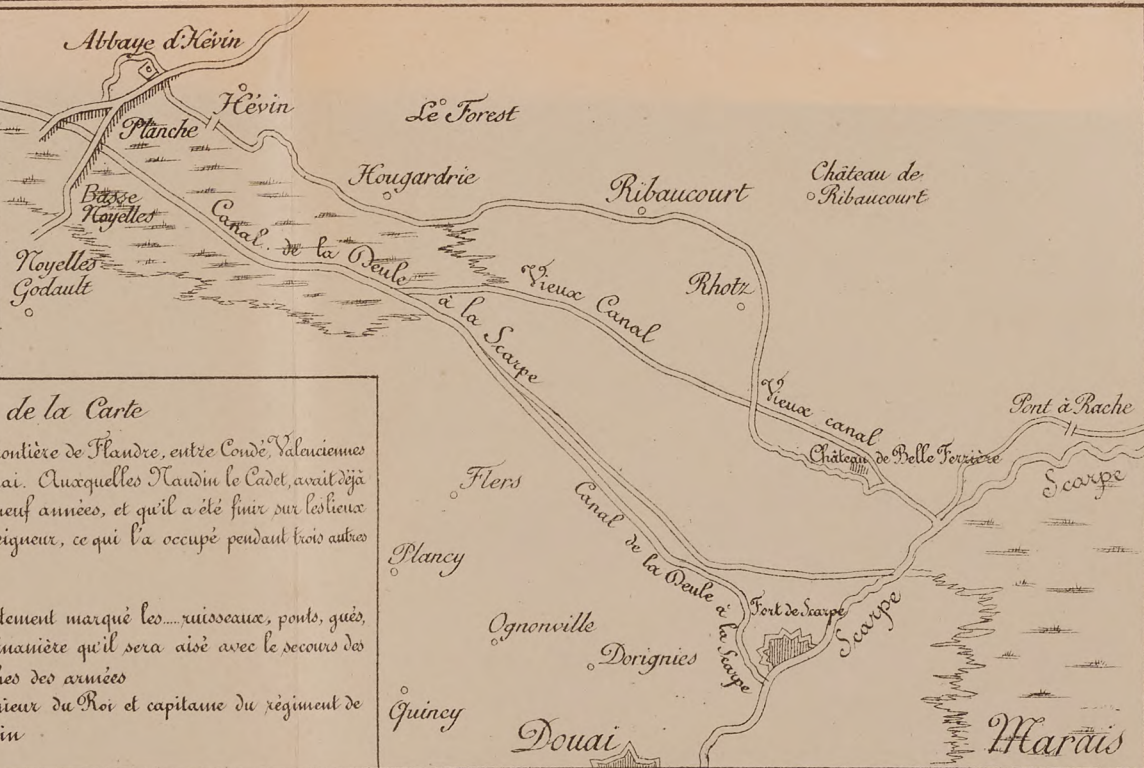 Abbaye d'Hévin
Hévin
Planche
Le Forest
Hougardrie
Ribaucourt
Château de
Ribaucourt
Basse
Noyelles
Canal de la Deule
à la Scarpe
Noyelles
Godault
Vieux Canal
Rhotz
Vieux canal
Pont à Rache
Château de Belle Ferzière
Scarpe
Flers
Canal de la Deule à la Scarpe
Plancy
Fort de Scarpe
Scarpe
Ognonville
Dorignies
Quincy
Douai
Marais
de la Carte
ontière de Flandre, entre Condé, Valenciennes
ai. Auxquelles Naudin le Cadet, avait déjà
neuf années, et qu'il a été finir sur les lieux
eigneur, ce qui l'a occupé pendant trois autres
tement marqué les..... ruisseaux, ponts, gués,
manière qu'il sera aisé avec le secours des
hes des armées
nieur du Roi et capitame du régiment de
in